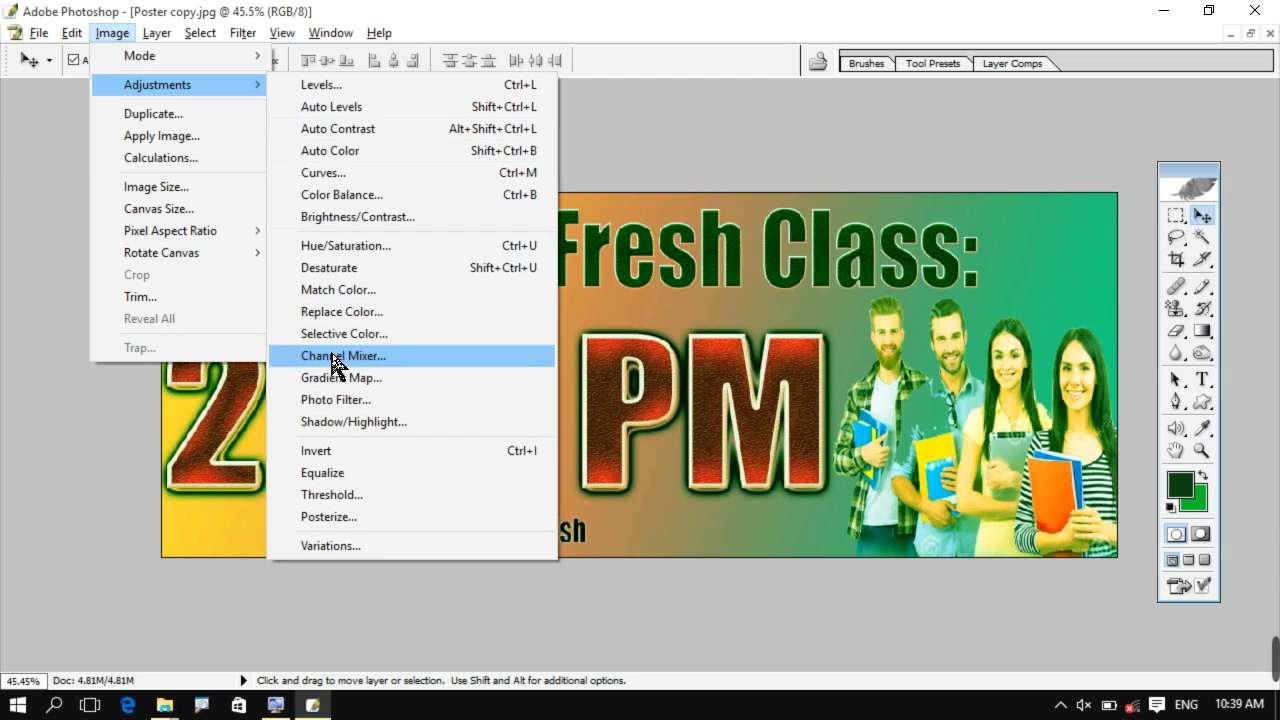 Adobe Photoshop - [Poster copy.jpg @ 45.5% (RGB/8)]
File Edit Image Layer Select Filter View Window Help
Mode
Brushes Tool Presets Layer Comps
Adjustments
Levels... Ctrl+L
Auto Levels Shift+Ctrl+L
Duplicate...
Auto Contrast Alt+Shift+Ctrl+L
Apply Image...
Auto Color Shift+Ctrl+B
Calculations...
Curves... Ctrl+M
Image Size...
Color Balance... Ctrl+B
Canvas Size...
Brightness/Contrast...
Pixel Aspect Ratio
Hue/Saturation... Ctrl+U
Rotate Canvas
Desaturate Shift+Ctrl+U
Crop
Match Color...
Trim...
Replace Color...
Reveal All
Selective Color...
Trap...
Channel Mixer...
Gradient Map...
Photo Filter...
Shadow/Highlight...
Invert Ctrl+I
Equalize
Threshold...
Posterize...
Variations...
Fresh Class:
2 PM
sh
45.45% Doc: 4.81M/4.81M Click and drag to move layer or selection. Use Shift and Alt for additional options.
ENG 10:39 AM